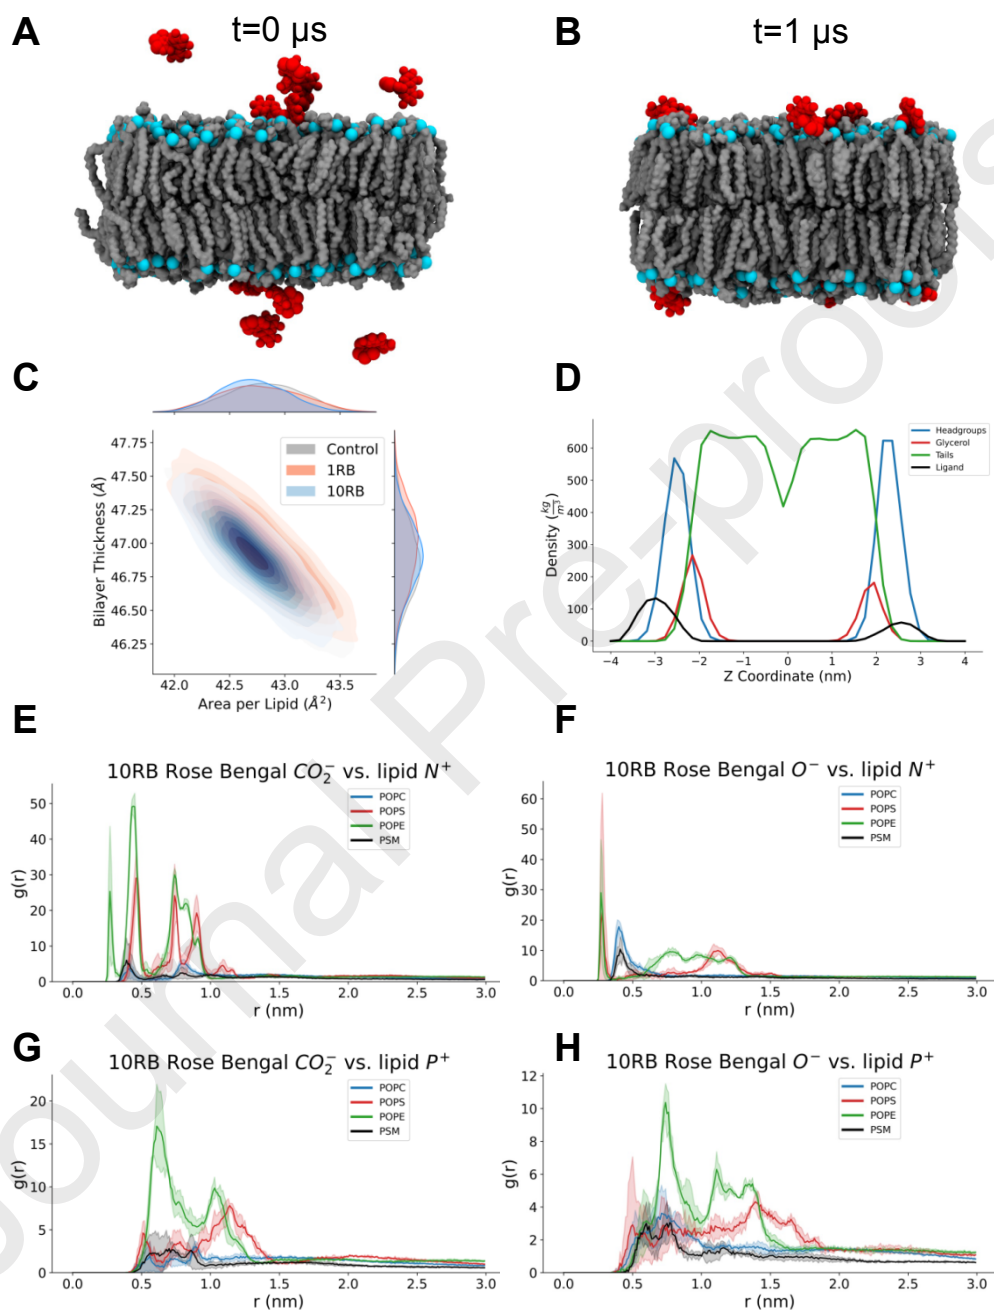 A
t=0 μs
B
t=1 μs
C
47.75
47.50
47.25
47.00
46.75
46.50
46.25
Bilayer Thickness (Å)
Control
1RB
10RB
42.0 42.5 43.0 43.5
Area per Lipid (Å²)
D
600
500
400
300
200
100
0
Density (kg/m³)
Headgroups
Glycerol
Tails
Ligand
−4 −3 −2 −1 0 1 2 3 4
Z Coordinate (nm)
E
10RB Rose Bengal CO₂⁻ vs. lipid N⁺
50
40
30
20
10
0
g(r)
POPC
POPS
POPE
PSM
0.0 0.5 1.0 1.5 2.0 2.5 3.0
r (nm)
F
10RB Rose Bengal O⁻ vs. lipid N⁺
60
50
40
30
20
10
0
g(r)
POPC
POPS
POPE
PSM
0.0 0.5 1.0 1.5 2.0 2.5 3.0
r (nm)
G
10RB Rose Bengal CO₂⁻ vs. lipid P⁺
20
15
10
5
0
g(r)
POPC
POPS
POPE
PSM
0.0 0.5 1.0 1.5 2.0 2.5 3.0
r (nm)
H
10RB Rose Bengal O⁻ vs. lipid P⁺
12
10
8
6
4
2
0
g(r)
POPC
POPS
POPE
PSM
0.0 0.5 1.0 1.5 2.0 2.5 3.0
r (nm)
Journal Pre-proofs